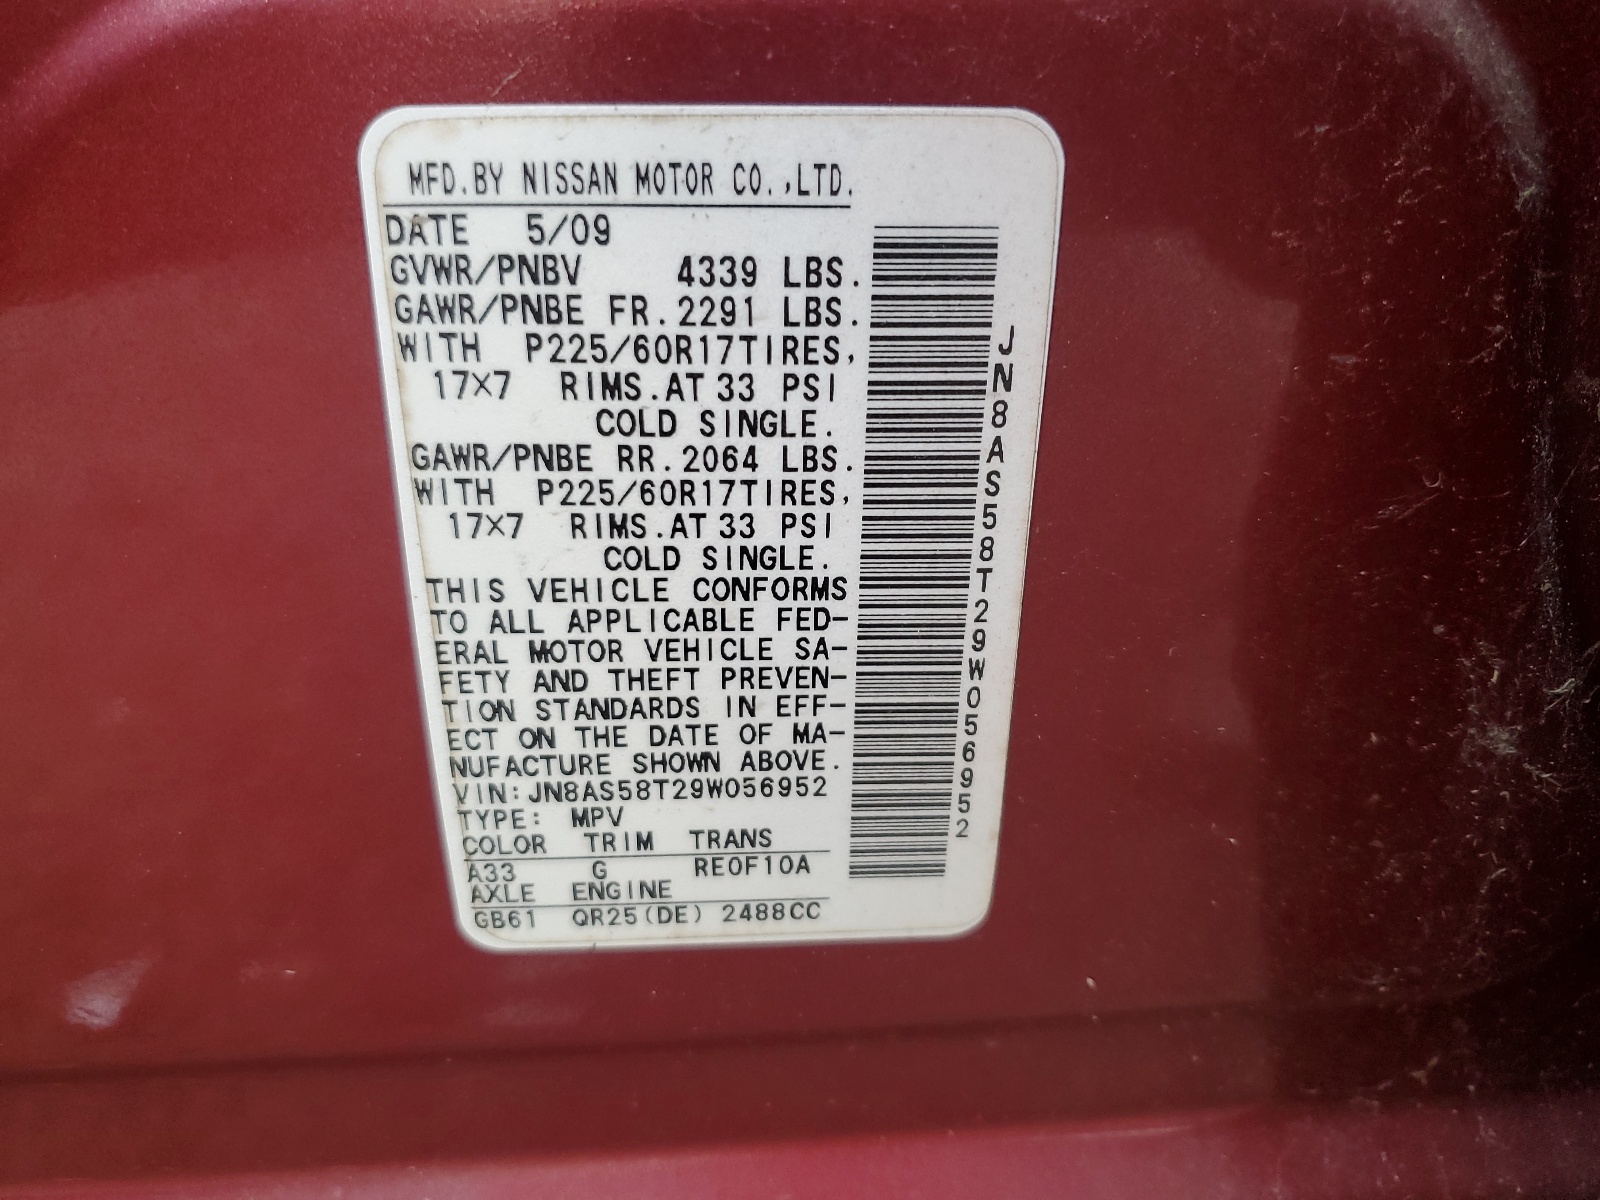 MFD.BY NISSAN MOTOR CO.,LTD.
DATE 5/09
GVWR/PNBV 4339 LBS.
GAWR/PNBE FR.2291 LBS.
WITH P225/60R17TIRES,
17×7 RIMS.AT 33 PSI
COLD SINGLE.
GAWR/PNBE RR.2064 LBS.
WITH P225/60R17TIRES,
17×7 RIMS.AT 33 PSI
COLD SINGLE.
THIS VEHICLE CONFORMS
TO ALL APPLICABLE FED-
ERAL MOTOR VEHICLE SA-
FETY AND THEFT PREVEN-
TION STANDARDS IN EFF-
ECT ON THE DATE OF MA-
NUFACTURE SHOWN ABOVE.
VIN:JN8AS58T29W056952
TYPE: MPV
COLOR TRIM TRANS
A33 G RE0F10A
AXLE ENGINE
GB61 QR25(DE) 2488CC
JN8AS58T29W056952